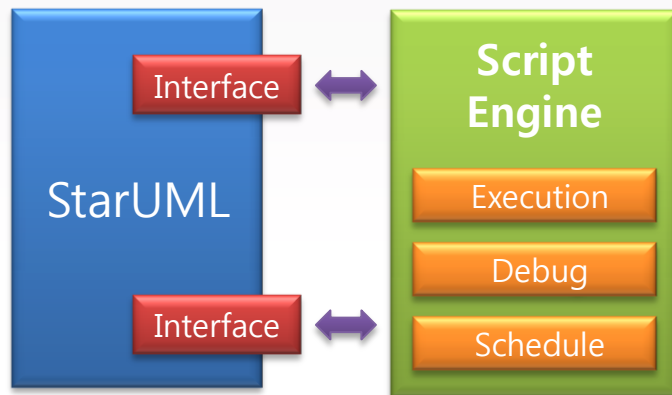 StarUML
Interface
Interface
Script
Engine
Execution
Debug
Schedule